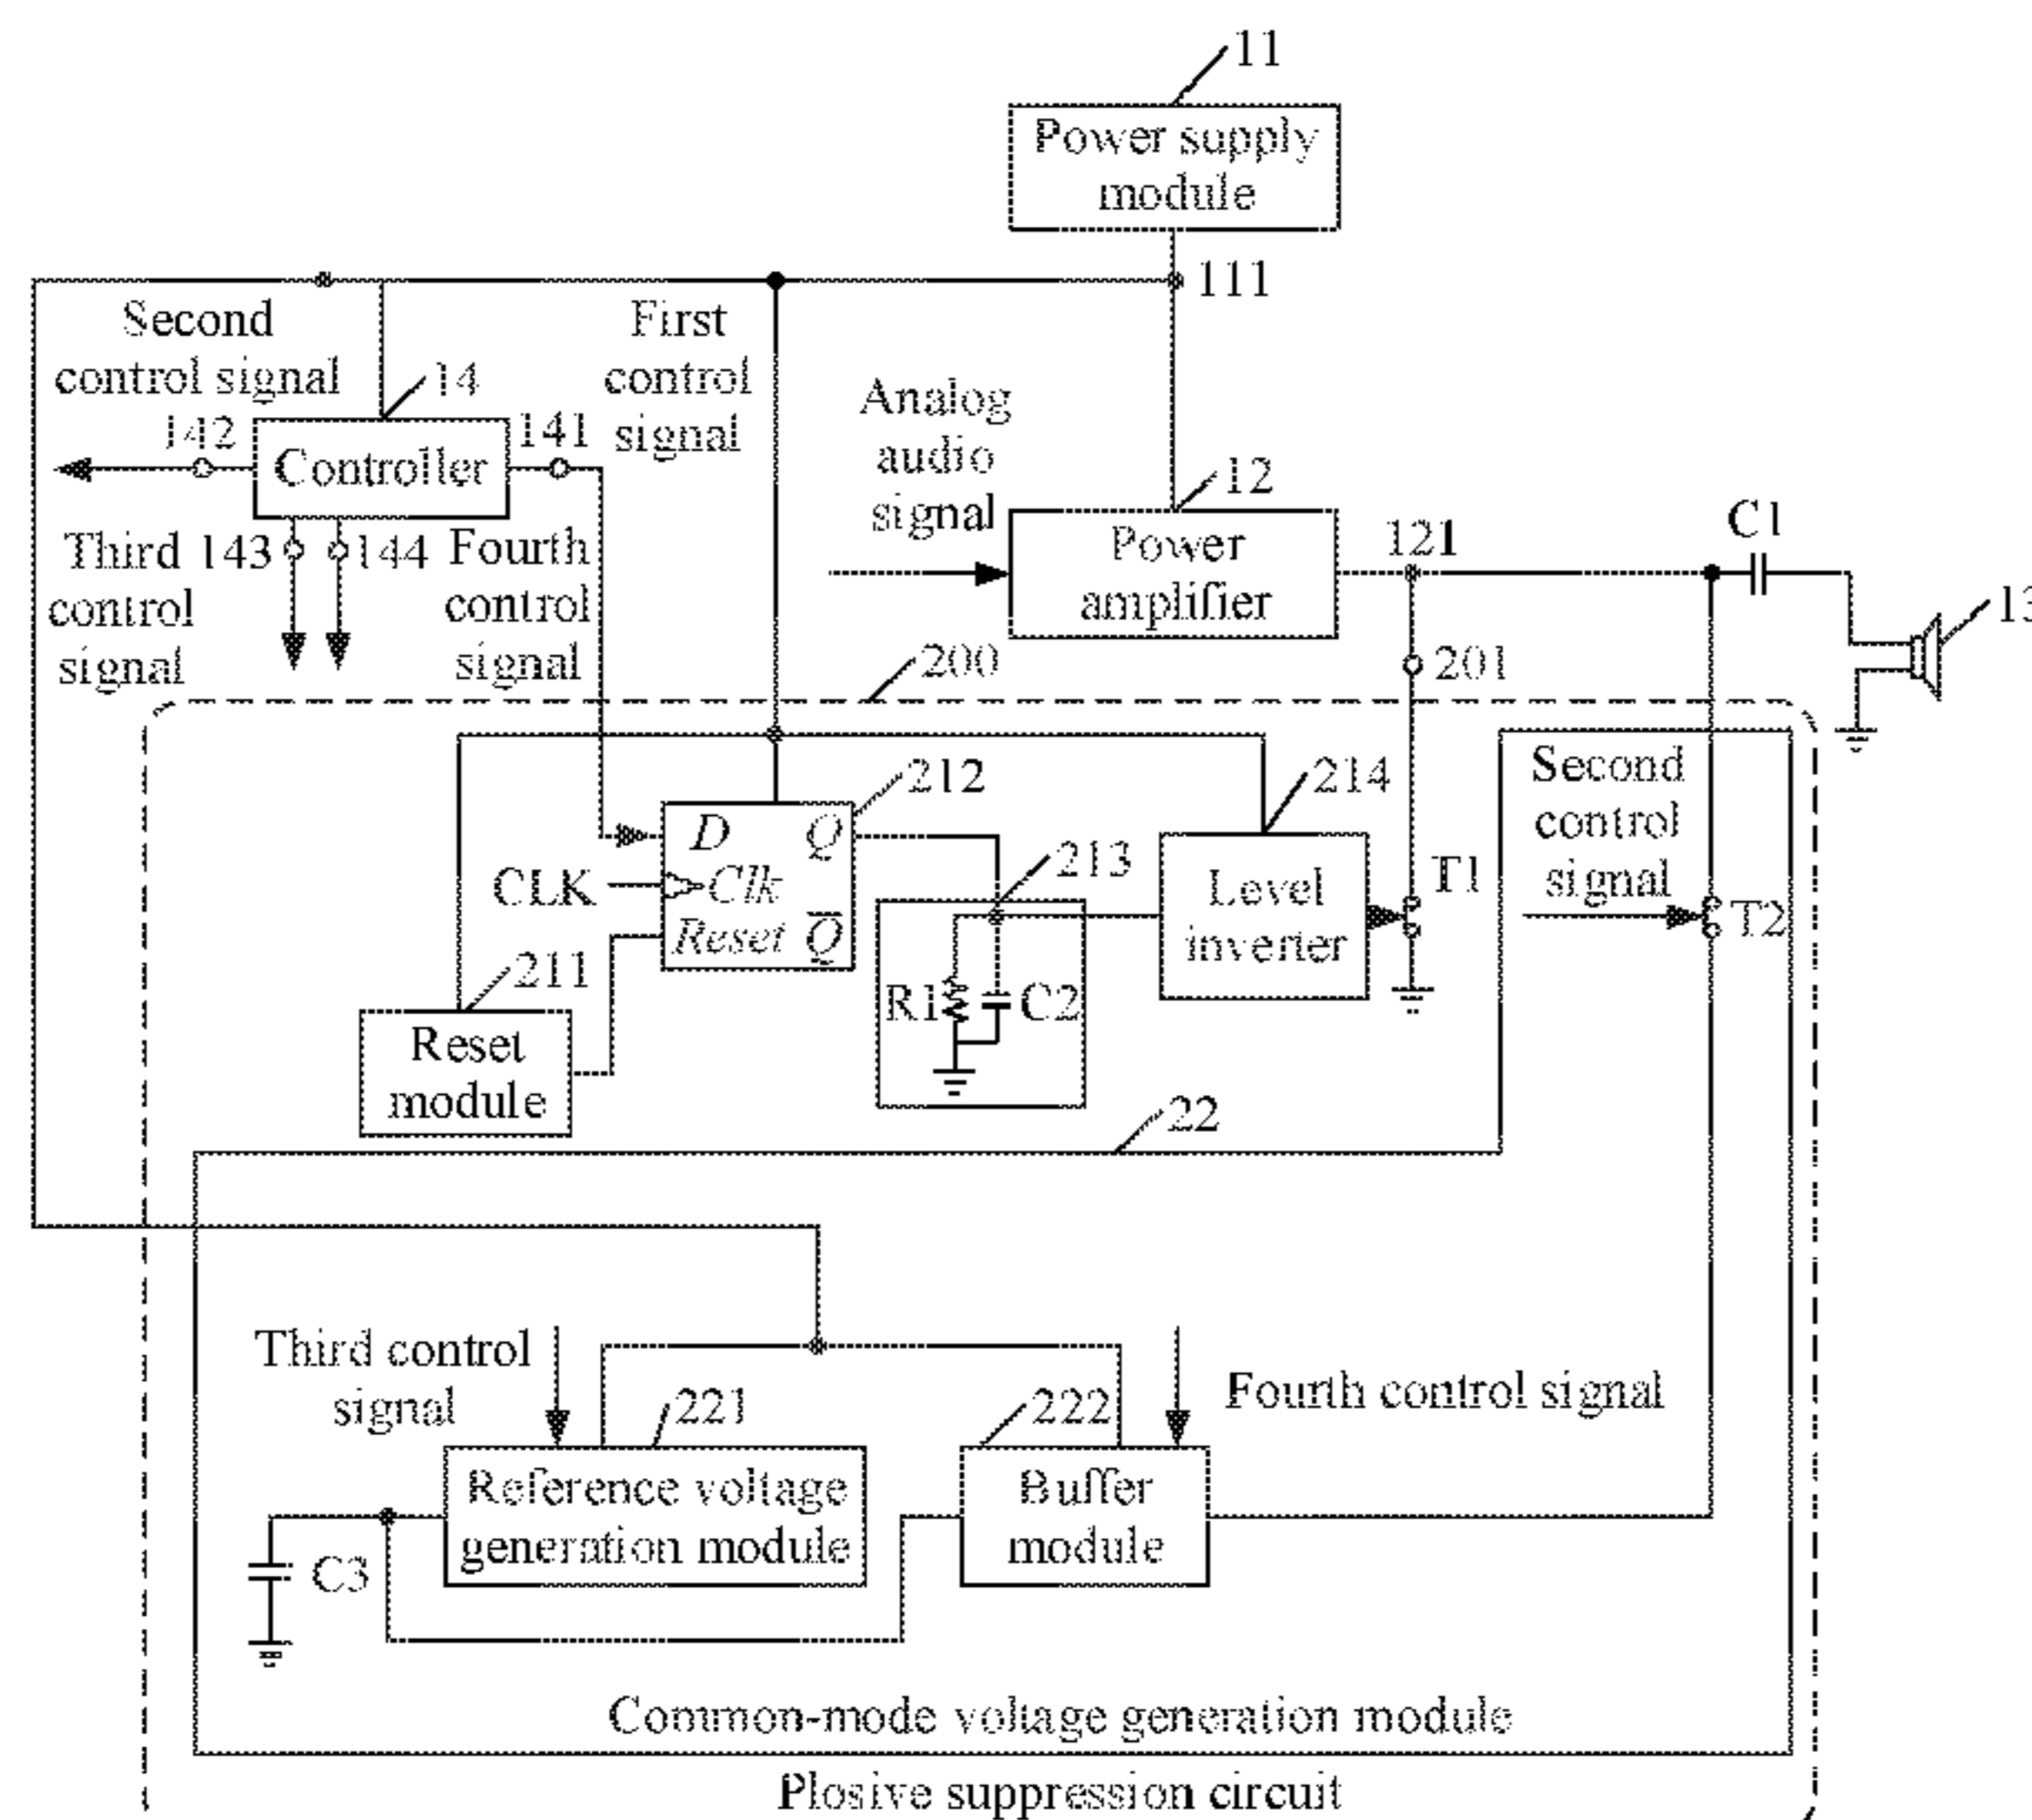 11
Power supply
module
111
Second
control signal
First
control
signal
14
142
Controller
141
Analog
audio
signal
12
Power
amplifier
121
C1
13
Third
control
signal
143
144
Fourth
control
signal
200
201
212
214
Second
control
signal
D
Q
CLK
Clk
Reset
Q̅
213
Level
inverter
T1
T2
211
Reset
module
R1
C2
22
Third control
signal
221
222
Fourth control signal
Reference voltage
generation module
Buffer
module
C3
Common-mode voltage generation module
Plosive suppression circuit